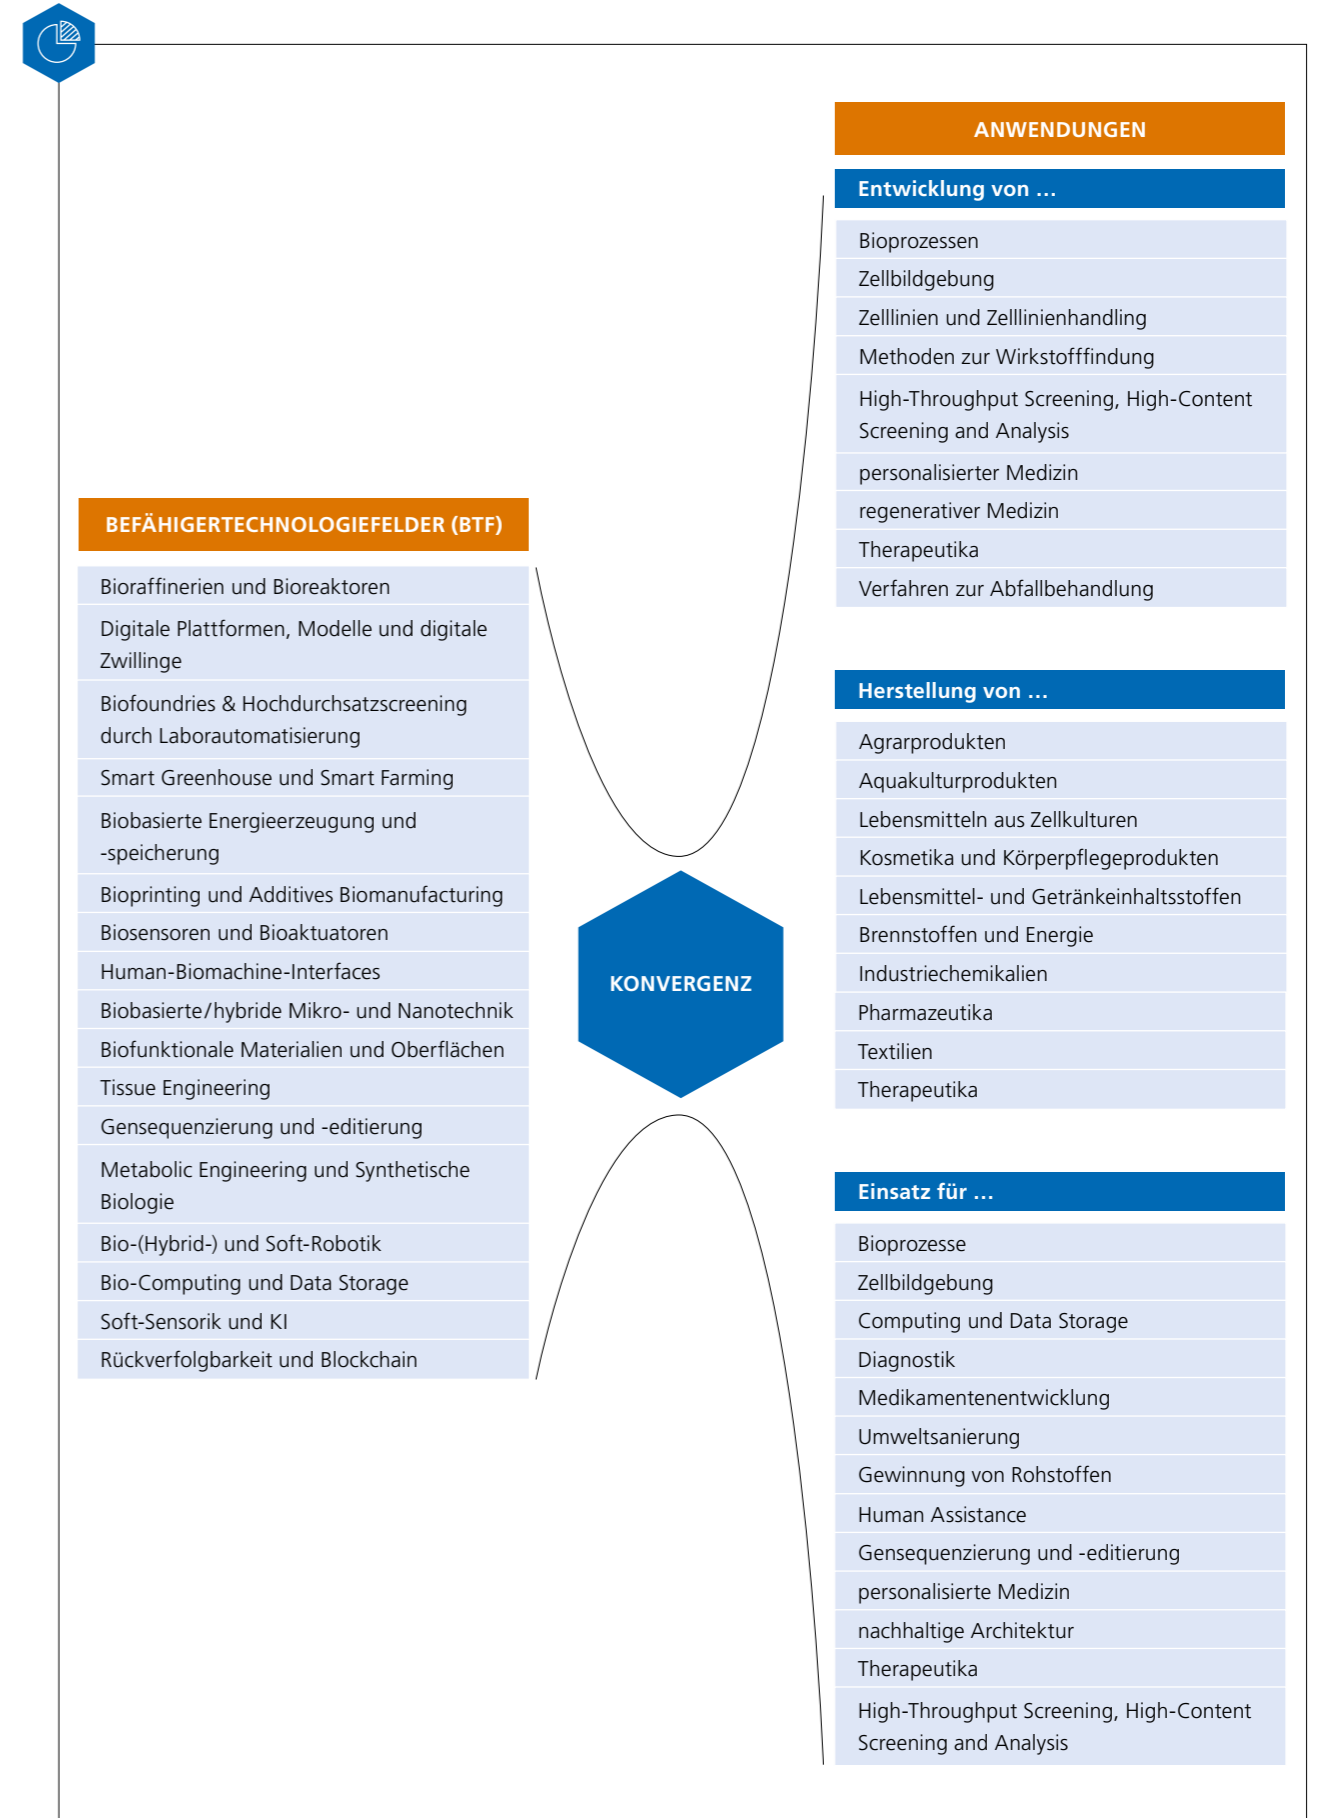 BEFÄHIGERTECHNOLOGIEFELDER (BTF)
Bioraffinerien und Bioreaktoren
Digitale Plattformen, Modelle und digitale
Zwillinge
Biofoundries & Hochdurchsatzscreening
durch Laborautomatisierung
Smart Greenhouse und Smart Farming
Biobasierte Energieerzeugung und
-speicherung
Bioprinting und Additives Biomanufacturing
Biosensoren und Bioaktuatoren
Human-Biomachine-Interfaces
Biobasierte/hybride Mikro- und Nanotechnik
Biofunktionale Materialien und Oberflächen
Tissue Engineering
Gensequenzierung und -editierung
Metabolic Engineering und Synthetische
Biologie
Bio-(Hybrid-) und Soft-Robotik
Bio-Computing und Data Storage
Soft-Sensorik und KI
Rückverfolgbarkeit und Blockchain
KONVERGENZ
ANWENDUNGEN
Entwicklung von …
Bioprozessen
Zellbildgebung
Zelllinien und Zelllinienhandling
Methoden zur Wirkstofffindung
High-Throughput Screening, High-Content
Screening and Analysis
personalisierter Medizin
regenerativer Medizin
Therapeutika
Verfahren zur Abfallbehandlung
Herstellung von …
Agrarprodukten
Aquakulturprodukten
Lebensmitteln aus Zellkulturen
Kosmetika und Körperpflegeprodukten
Lebensmittel- und Getränkeinhaltsstoffen
Brennstoffen und Energie
Industriechemikalien
Pharmazeutika
Textilien
Therapeutika
Einsatz für …
Bioprozesse
Zellbildgebung
Computing und Data Storage
Diagnostik
Medikamentenentwicklung
Umweltsanierung
Gewinnung von Rohstoffen
Human Assistance
Gensequenzierung und -editierung
personalisierte Medizin
nachhaltige Architektur
Therapeutika
High-Throughput Screening, High-Content
Screening and Analysis